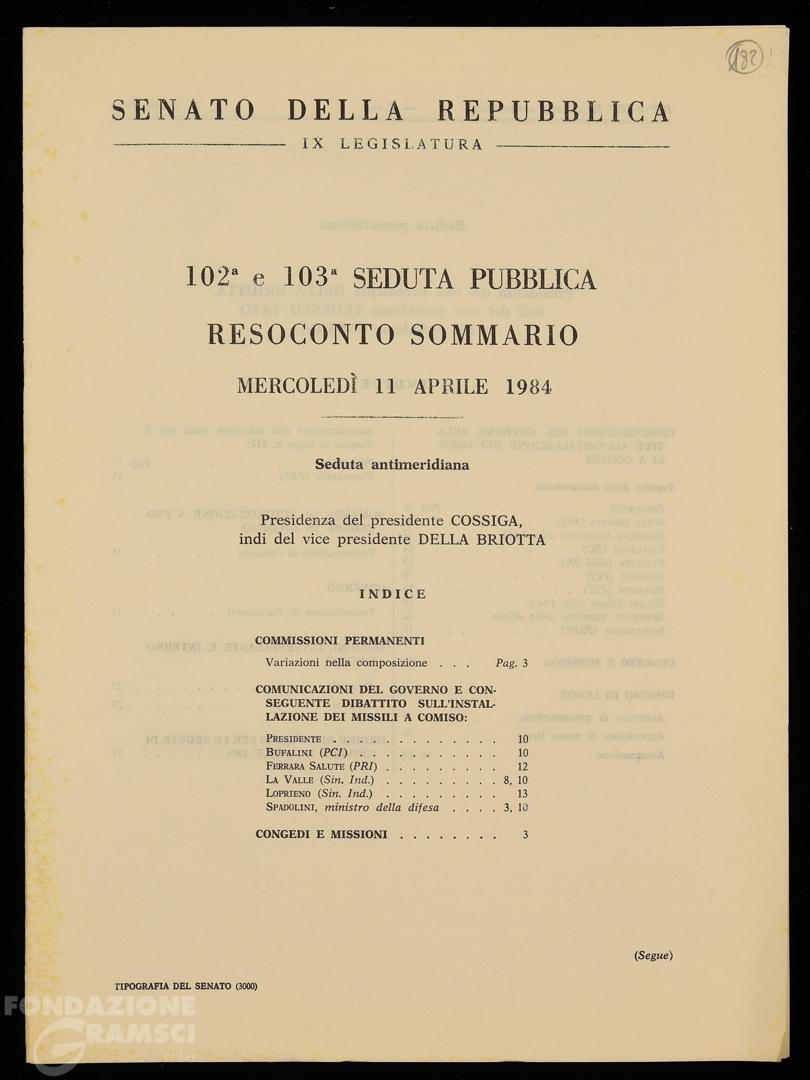 182
SENATO DELLA REPUBBLICA
IX LEGISLATURA
102ª e 103ª SEDUTA PUBBLICA
RESOCONTO SOMMARIO
MERCOLEDÌ 11 APRILE 1984
Seduta antimeridiana
Presidenza del presidente COSSIGA,
indi del vice presidente DELLA BRIOTTA
INDICE
COMMISSIONI PERMANENTI
Variazioni nella composizione . . . Pag. 3
COMUNICAZIONI DEL GOVERNO E CON-
SEGUENTE DIBATTITO SULL'INSTAL-
LAZIONE DEI MISSILI A COMISO:
PRESIDENTE . . . . . . . . . . . . . 10
BUFALINI (PCI) . . . . . . . . . . . 10
FERRARA SALUTE (PRI) . . . . . . . . 12
LA VALLE (Sin. Ind.) . . . . . . . . 8, 10
LOPRIENO (Sin. Ind.) . . . . . . . . 13
SPADOLINI, ministro della difesa . . . . 3, 10
CONGEDI E MISSIONI . . . . . . . . 3
(Segue)
TIPOGRAFIA DEL SENATO (3000)
FONDAZIONE
GRAMSCI
onlus